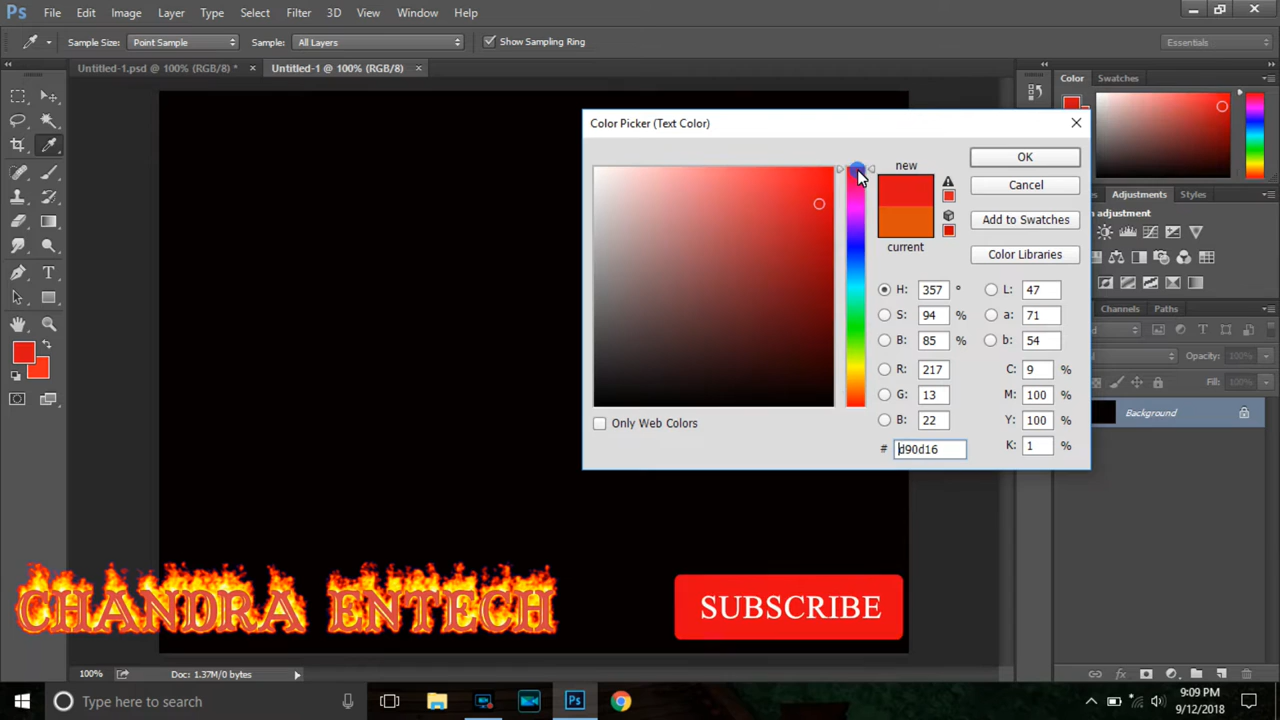 Ps File Edit Image Layer Type Select Filter 3D View Window Help
Sample Size: Point Sample Sample: All Layers Show Sampling Ring Essentials
Untitled-1.psd @ 100% (RGB/8) * Untitled-1 @ 100% (RGB/8)
Color Swatches
Color Picker (Text Color)
new
OK
Cancel
Add to Swatches
current
Color Libraries
H: 357 ° L: 47
S: 94 % a: 71
B: 85 % b: 54
R: 217 C: 9 %
G: 13 M: 100 %
B: 22 Y: 100 %
# d90d16 K: 1 %
Only Web Colors
Adjustments Styles
adjustment
Channels Paths
Opacity: 100%
Fill: 100%
Background
CHANDRA ENTECH
SUBSCRIBE
100% Doc: 1.37M/0 bytes
Type here to search
Ps
9:09 PM
9/12/2018